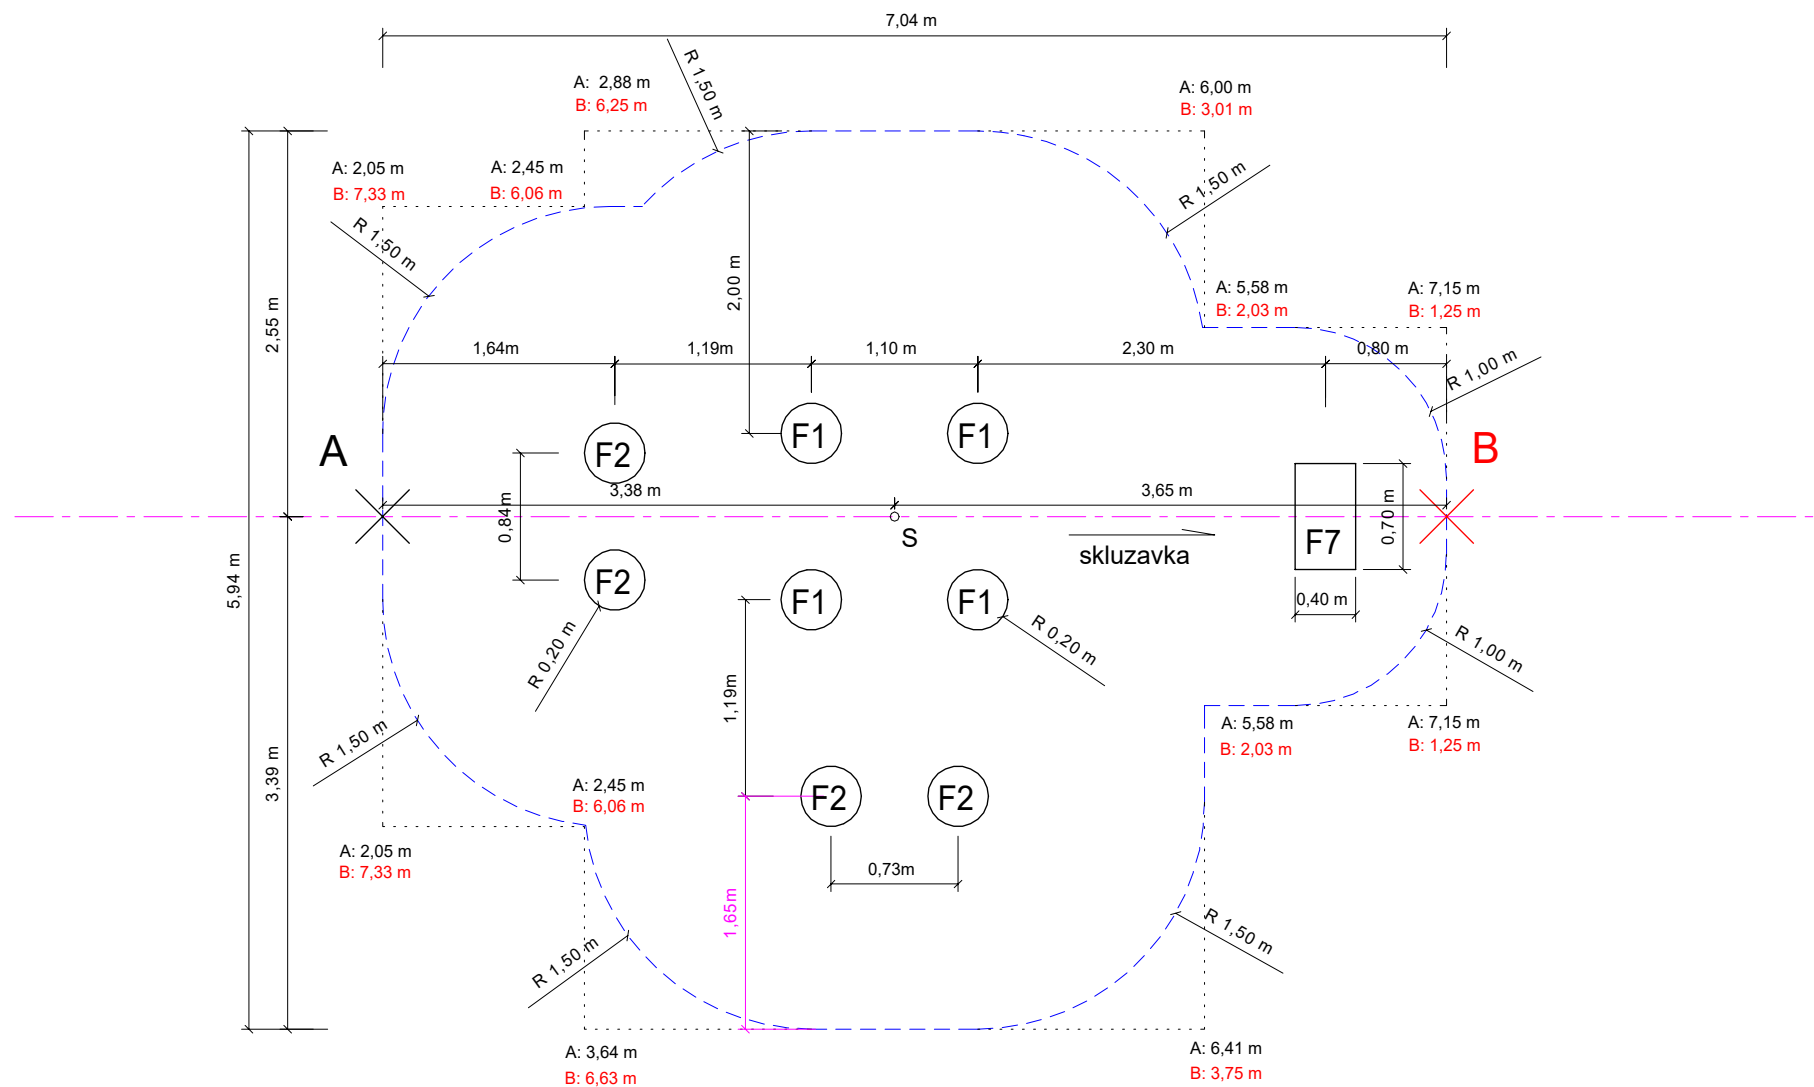 7,04 m
R 1,50 m
A: 2,88 m
B: 6,25 m
A: 6,00 m
B: 3,01 m
A: 2,05 m
B: 7,33 m
A: 2,45 m
B: 6,06 m
R 1,50 m
R 1,50 m
2,00 m
2,55 m
A: 5,58 m
B: 2,03 m
A: 7,15 m
B: 1,25 m
1,64m
1,19m
1,10 m
2,30 m
0,80 m
R 1,00 m
A
F2
F1
F1
B
3,38 m
3,65 m
0,84m
S
skluzavka
F7
0,70 m
5,94 m
F2
F1
F1
0,40 m
R 0,20 m
R 0,20 m
R 1,00 m
1,19m
3,39 m
R 1,50 m
A: 5,58 m
B: 2,03 m
A: 7,15 m
B: 1,25 m
A: 2,45 m
B: 6,06 m
F2
F2
A: 2,05 m
B: 7,33 m
0,73m
1,65m
R 1,50 m
R 1,50 m
A: 3,64 m
B: 6,63 m
A: 6,41 m
B: 3,75 m